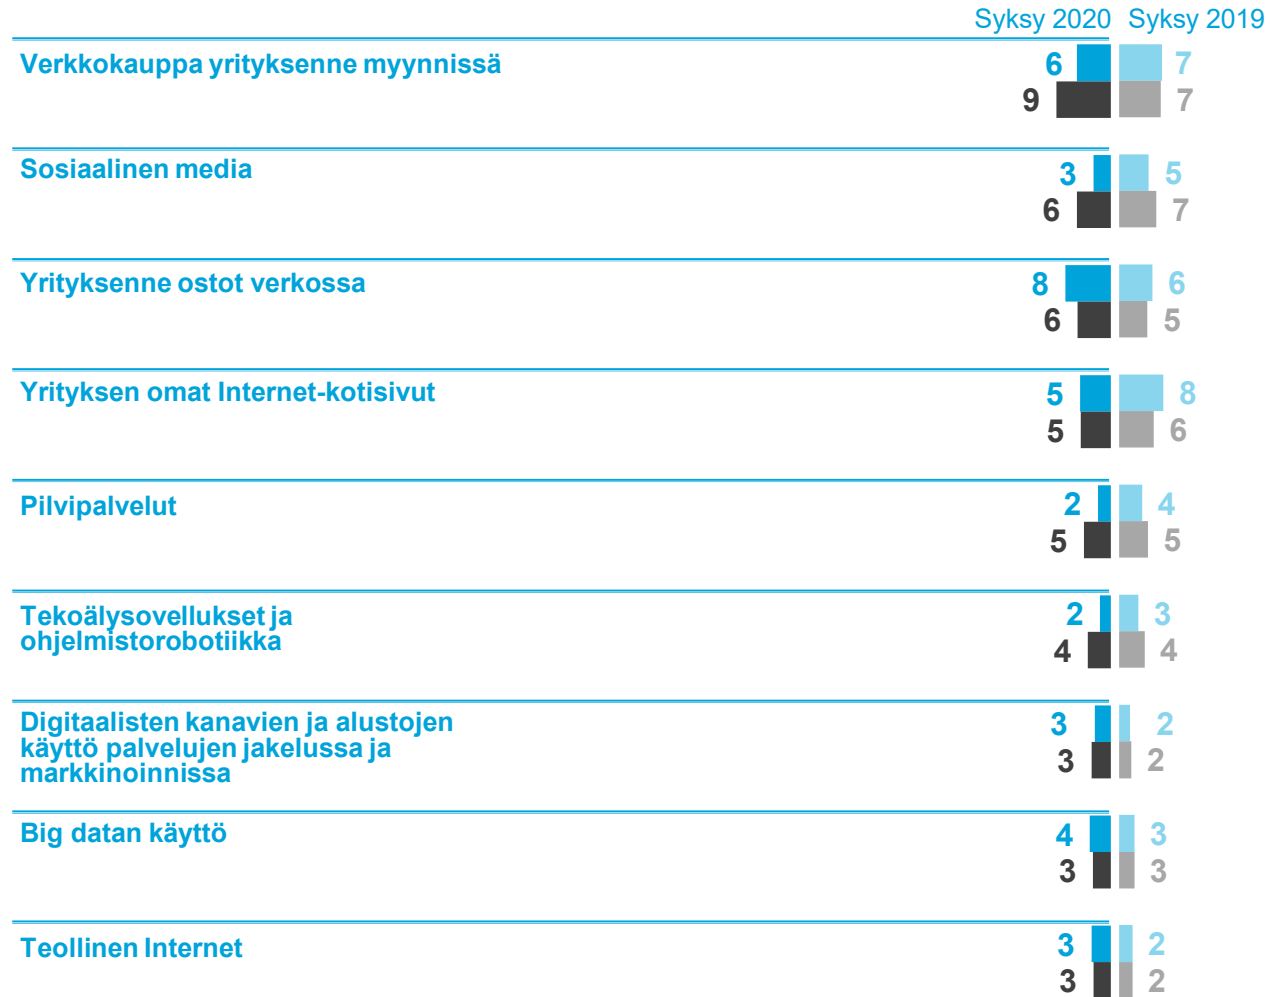 Syksy 2020 Syksy 2019
Verkkokauppa yrityksenne myynnissä
6 7
9 7
Sosiaalinen media
3 5
6 7
Yrityksenne ostot verkossa
8 6
6 5
Yrityksen omat Internet-kotisivut
5 8
5 6
Pilvipalvelut
2 4
5 5
Tekoälysovellukset ja
ohjelmistorobotiikka
2 3
4 4
Digitaalisten kanavien ja alustojen
käyttö palvelujen jakelussa ja
markkinoinnissa
3 2
3 2
Big datan käyttö
4 3
3 3
Teollinen Internet
3 2
3 2